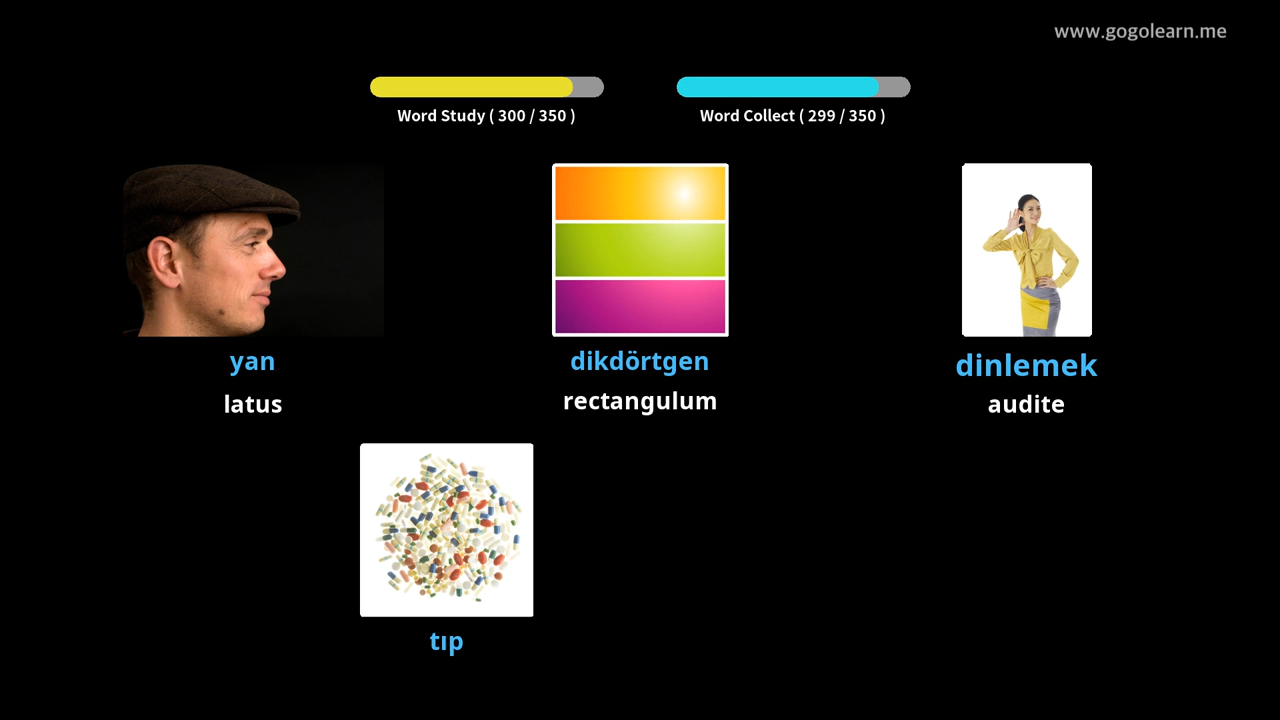 www.gogolearn.me
Word Study ( 300 / 350 )
Word Collect ( 299 / 350 )
yan
latus
dikdörtgen
rectangulum
dinlemek
audite
tıp